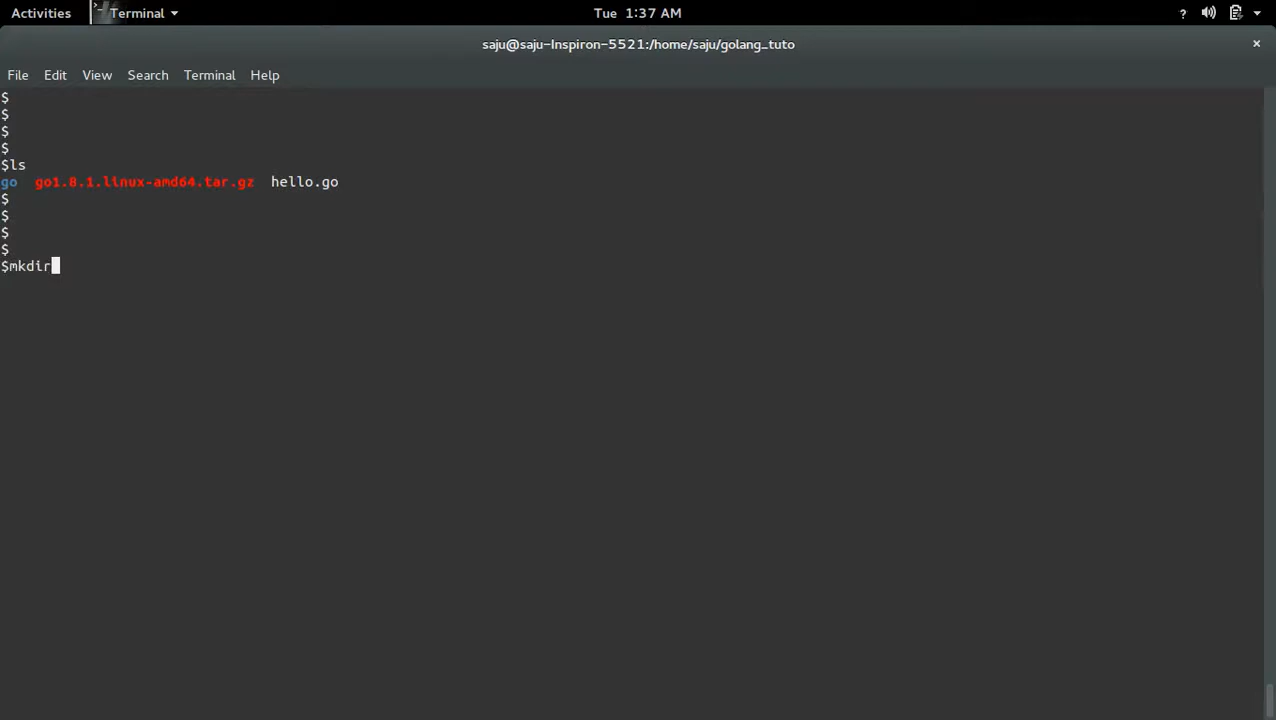 Activities Terminal Tue 1:37 AM ?
saju@saju-Inspiron-5521:/home/saju/golang_tuto ×
File Edit View Search Terminal Help
$
$
$
$
$ls
go go1.8.1.linux-amd64.tar.gz hello.go
$
$
$
$
$mkdir